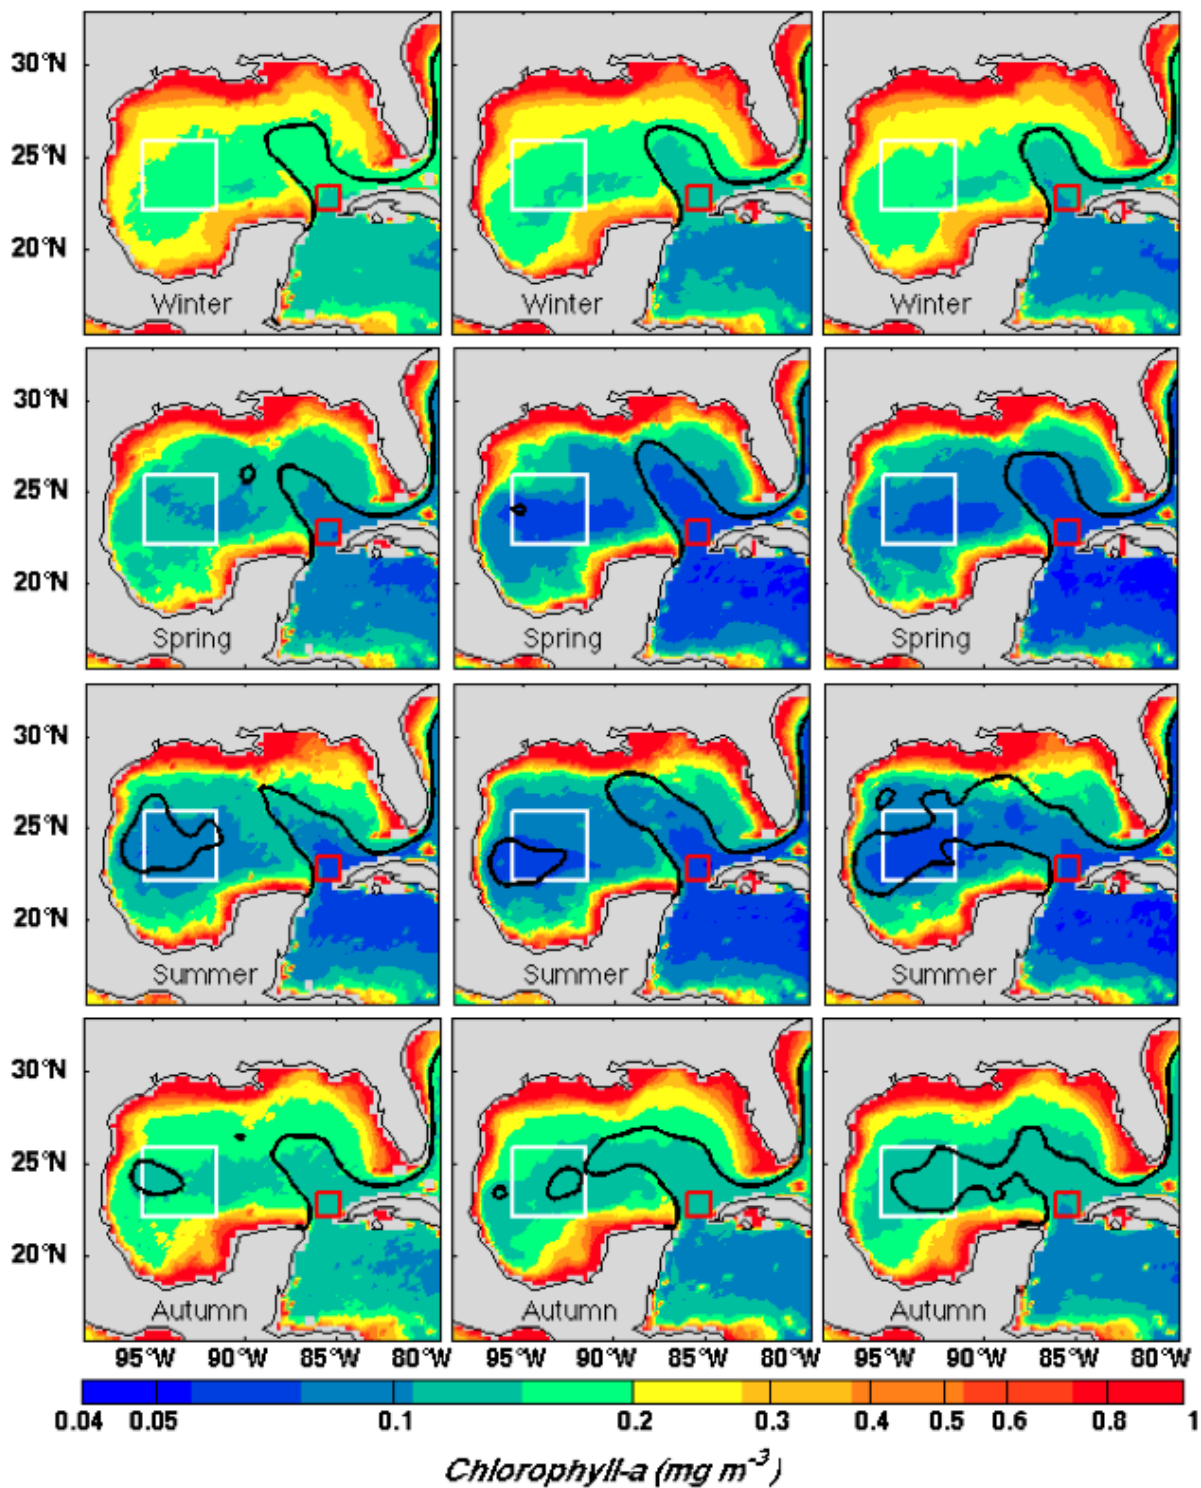 30°N
25°N
20°N
Winter Winter Winter
30°N
25°N
20°N
Spring Spring Spring
30°N
25°N
20°N
Summer Summer Summer
30°N
25°N
20°N
Autumn Autumn Autumn
95°W 90°W 85°W 80°W 95°W 90°W 85°W 80°W 95°W 90°W 85°W 80°W
0.04 0.05 0.1 0.2 0.3 0.4 0.5 0.6 0.8 1
Chlorophyll-a (mg m⁻³)